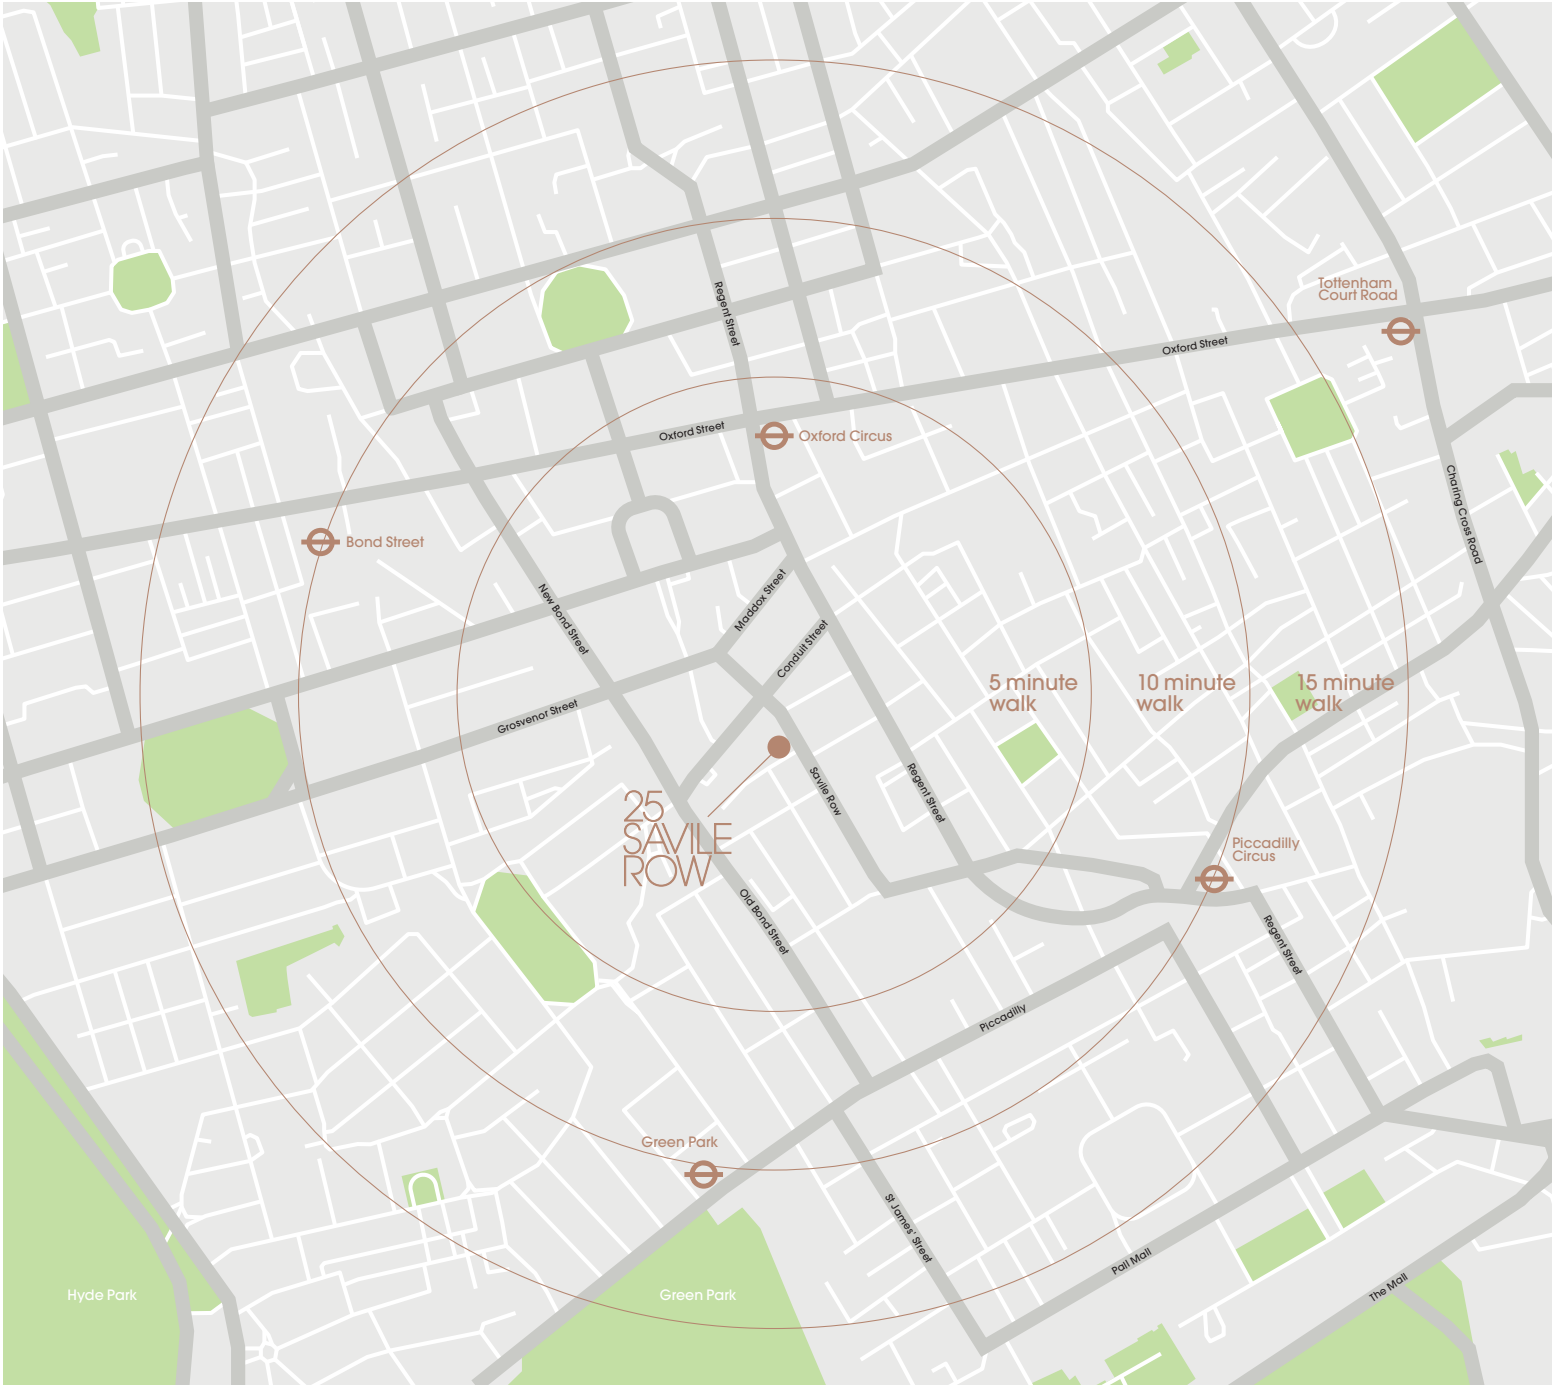 Tottenham
Court Road
Regent Street
Oxford Street
Oxford Street
Oxford Circus
Charing Cross Road
Bond Street
New Bond Street
Maddox Street
Conduit Street
5 minute
walk
10 minute
walk
15 minute
walk
Grosvenor Street
Savile Row
Regent Street
25
SAVILE
ROW
Piccadilly
Circus
Old Bond Street
Regent Street
Piccadilly
Green Park
St James' Street
Pall Mall
The Mall
Hyde Park
Green Park